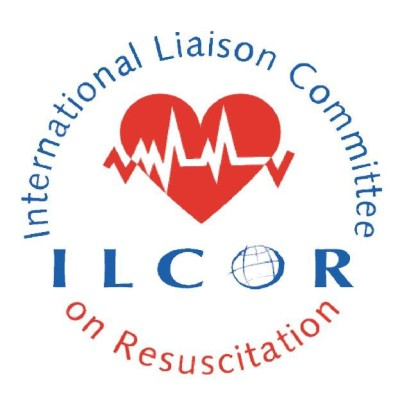 International Liaison Committee
ILCOR
on Resuscitation